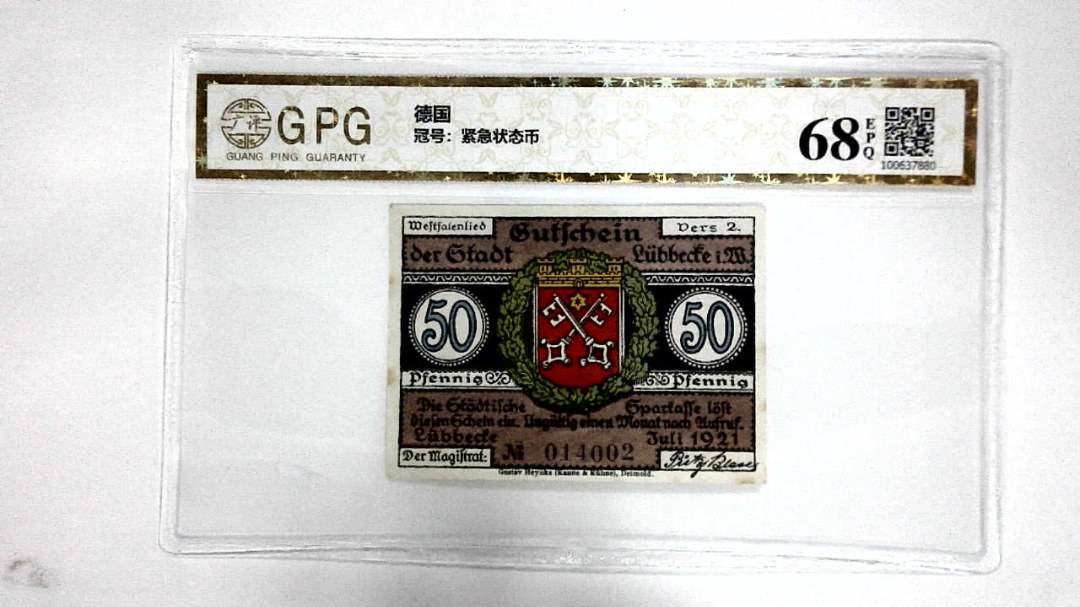 GPG
GUANG PING GUARANTY
德国
冠号：紧急状态币
68
EPQ
100637880
Westfalenlied
Vers 2.
Gutschein
der Stadt Lübbecke i.W.
50 50
Pfennig Pfennig
Die Städtische Sparkasse löst
diesen Schein ein. Ungültig einen Monat nach Aufruf.
Lübbecke Juli 1921
Der Magistrat: № 014002
Gustav Heynke (Kanne & Kühne), Detmold.